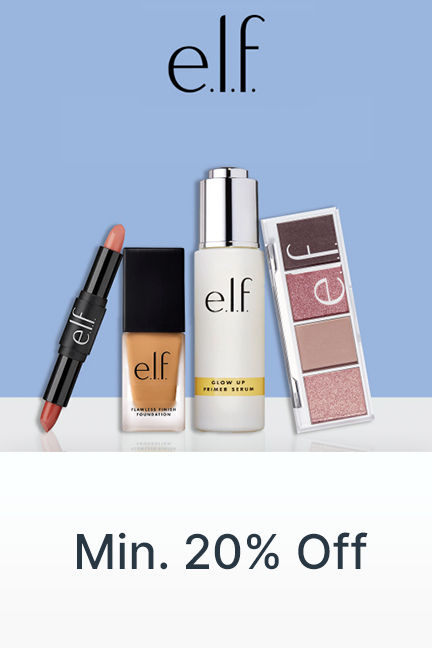 e.l.f.
e.l.f.
e.l.f.
FLAWLESS FINISH
FOUNDATION
e.l.f.
GLOW UP
PRIMER SERUM
e.l.f.
Min. 20% Off